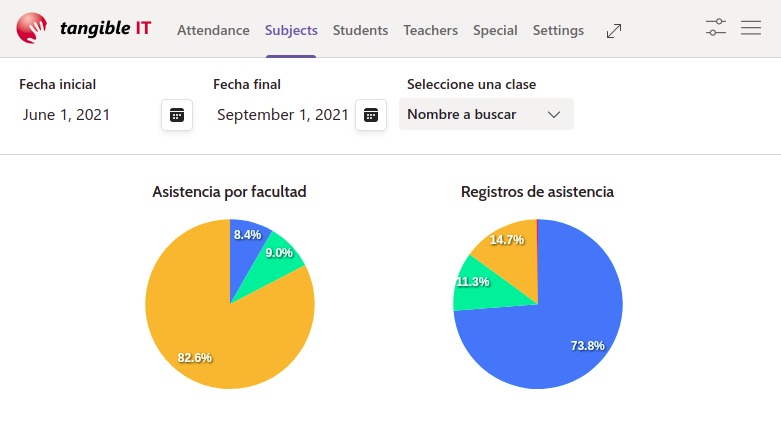 tangible IT
Attendance Subjects Students Teachers Special Settings
Fecha inicial Fecha final Seleccione una clase
June 1, 2021 September 1, 2021 Nombre a buscar
Asistencia por facultad Registros de asistencia
8.4%
9.0%
82.6%
14.7%
11.3%
73.8%